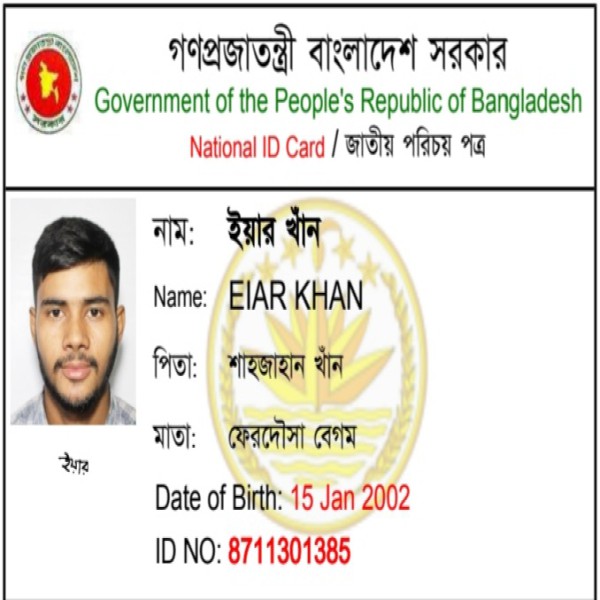 গণপ্রজাতন্ত্রী বাংলাদেশ সরকার
Government of the People's Republic of Bangladesh
National ID Card / জাতীয় পরিচয় পত্র
নাম: ইয়ার খাঁন
Name: EIAR KHAN
পিতা: শাহজাহান খাঁন
মাতা: ফেরদৌসা বেগম
ইয়ার
Date of Birth: 15 Jan 2002
ID NO: 8711301385